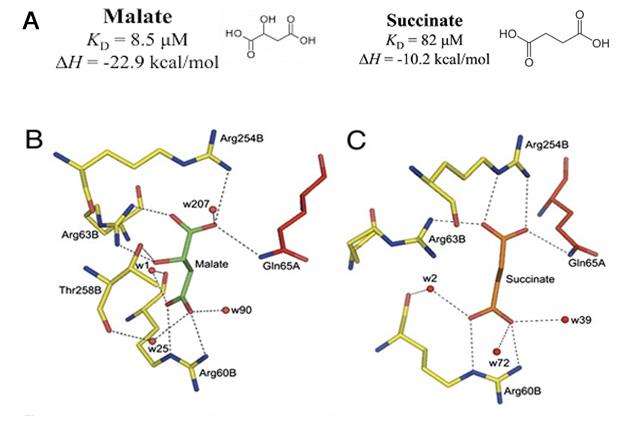 A
Malate
K_D = 8.5 μM
ΔH = -22.9 kcal/mol
OH
O
HO
OH
O
Succinate
K_D = 82 μM
ΔH = -10.2 kcal/mol
O
HO
OH
O
B
Arg254B
w207
Arg63B
w1
Malate
Gln65A
Thr258B
w90
w25
Arg60B
C
Arg254B
Arg63B
Gln65A
w2
Succinate
w39
w72
Arg60B